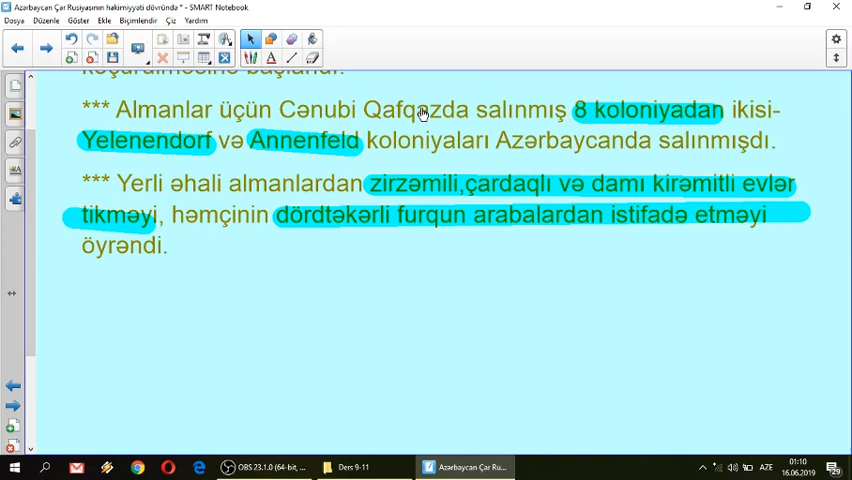 Azərbaycan Çar Rusiyasının hakimiyyəti dövründə * - SMART Notebook
Dosya Düzenle Göster Ekle Biçimlendir Çiz Yardım
köçürülməsinə başlandı.
*** Almanlar üçün Cənubi Qafqazda salınmış 8 koloniyadan ikisi-
Yelenendorf və Annenfeld koloniyaları Azərbaycanda salınmışdı.
*** Yerli əhali almanlardan zirzəmili,çardaqlı və damı kirəmitli evlər
tikməyi, həmçinin dördtəkərli furqun arabalardan istifadə etməyi
öyrəndi.
OBS 23.1.0 (64-bit, ... Ders 9-11 Azərbaycan Çar Ru... AZE 01:10
16.06.2019 29